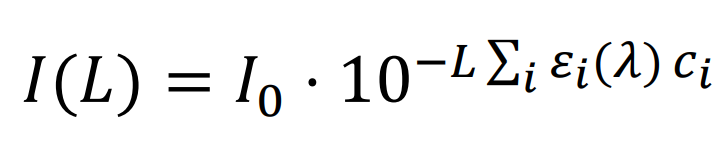 I(L) = I₀ · 10^{−L ∑ᵢ εᵢ(λ) cᵢ}